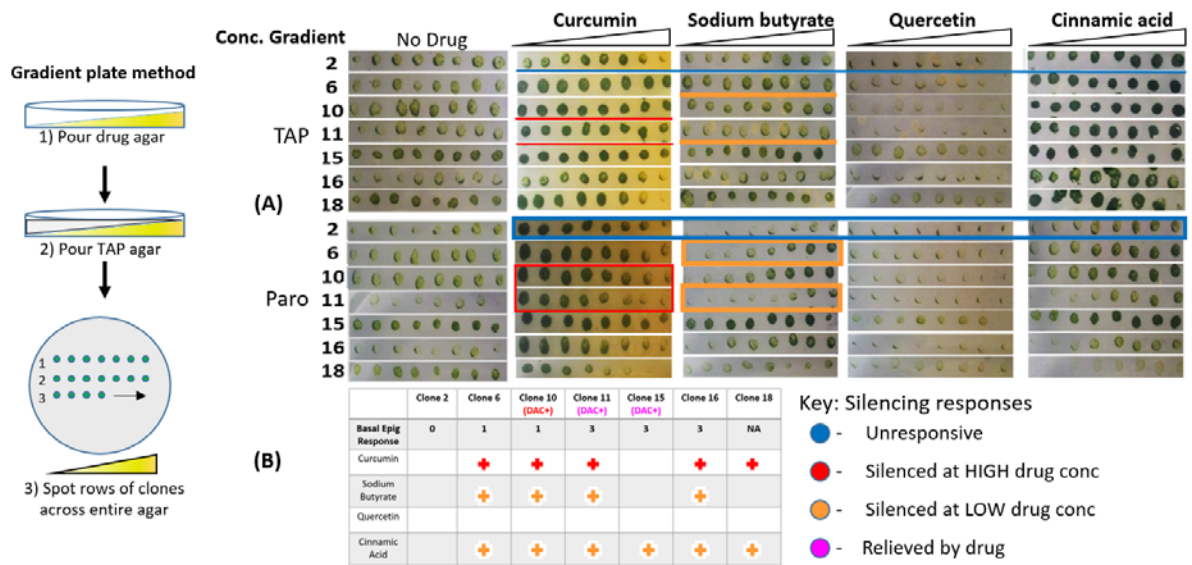 Gradient plate method
1) Pour drug agar
2) Pour TAP agar
1
2
3
3) Spot rows of clones
across entire agar
Conc. Gradient
No Drug
Curcumin
Sodium butyrate
Quercetin
Cinnamic acid
TAP
2
6
10
11
15
16
18
(A)
Paro
2
6
10
11
15
16
18
(B)
Clone 2 Clone 6 Clone 10 (DAC+) Clone 11 (DAC+) Clone 15 (DAC+) Clone 16 Clone 18
Basal Epig Response 0 1 1 3 3 3 NA
Curcumin
Sodium Butyrate
Quercetin
Cinnamic Acid
Key: Silencing responses
- Unresponsive
- Silenced at HIGH drug conc
- Silenced at LOW drug conc
- Relieved by drug